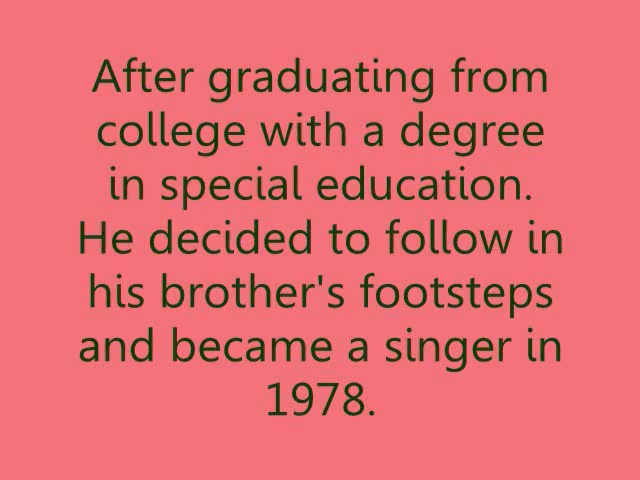 After graduating from
college with a degree
in special education.
He decided to follow in
his brother's footsteps
and became a singer in
1978.